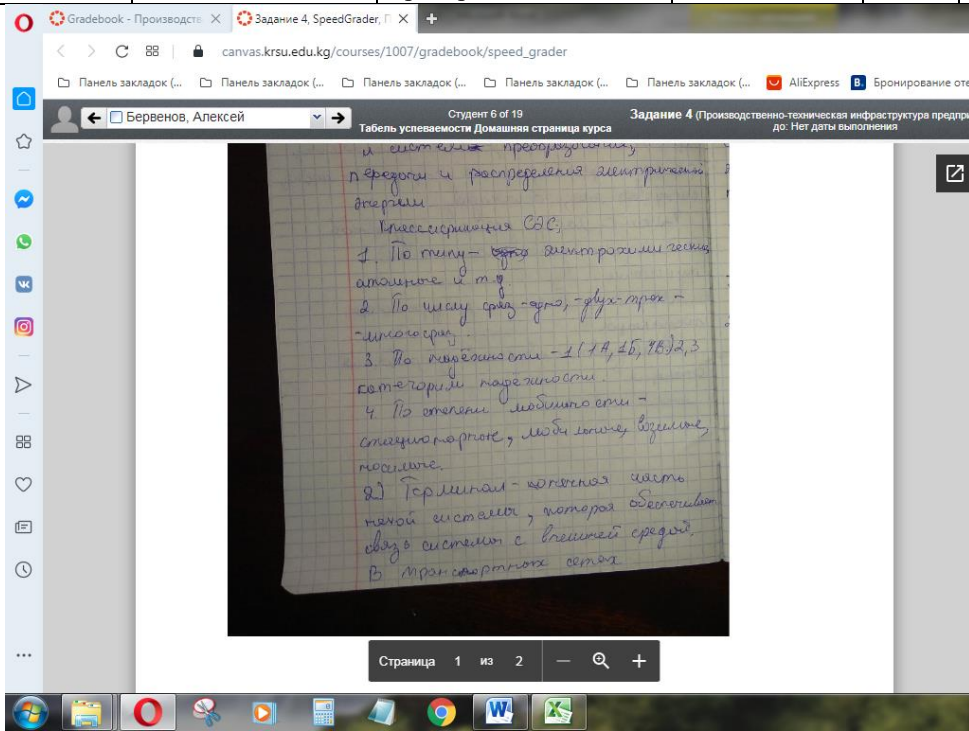 Gradebook - Производств
Задание 4, SpeedGrader, П
canvas.krsu.edu.kg/courses/1007/gradebook/speed_grader
Панель закладок (...
Панель закладок (...
Панель закладок (...
Панель закладок (...
Панель закладок (...
AliExpress
B. Бронирование оте
Бервенов, Алексей
Студент 6 of 19
Табель успеваемости Домашняя страница курса
Задание 4 (Производственно-техническая инфраструктура предпри
до: Нет даты выполнения
и систем преобразования,
передачи и распределения электрической
энергии
Классификация СЭС;
1. По типу - электрохимические
атомные и т.д.
2. По числу фаз - одно, -двух-трех -
-многофаз.
3. По надёжности - 1 (1А, 1Б, 1В) 2, 3
категории надёжности.
4. По степени мобильности -
стационарные, мобильные, возимые,
носимые.
2) Терминал - конечная часть
некой системы, которая обеспечивает
связь системы с внешней средой.
В транспортных сетях
Страница 1 из 2